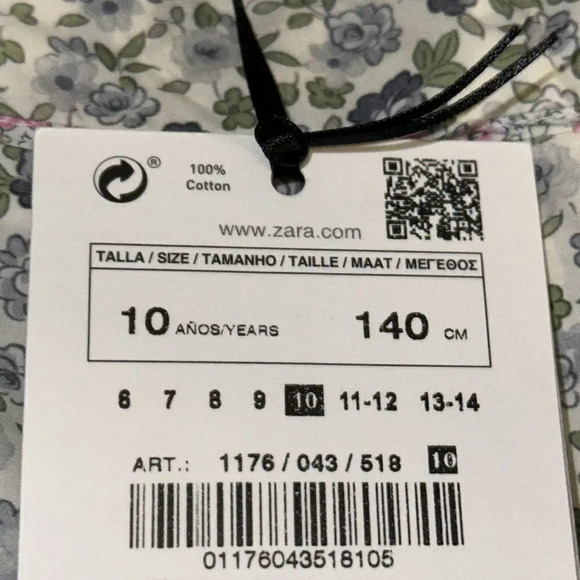 ®
100%
Cotton
www.zara.com
TALLA / SIZE / TAMANHO / TAILLE / MAAT / ΜΕΓΕΘΟΣ
10 AÑOS/YEARS 140 CM
6 7 8 9 10 11-12 13-14
ART.: 1176 / 043 / 518 10
01176043518105